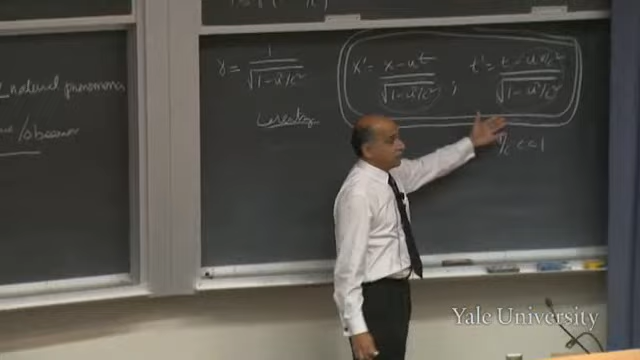 natural phenomena
γ = 1 / √(1 - u²/c²)
x' = x - ut / √(1 - u²/c²) ; t' = t - ux/c² / √(1 - u²/c²)
Lorentz
/c << 1
Yale University